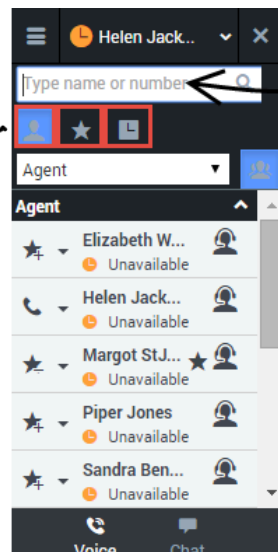 Helen Jack...
Type name or number
Agent
Agent
Elizabeth W...
Unavailable
Helen Jack...
Unavailable
Margot StJ...
Unavailable
Piper Jones
Unavailable
Sandra Ben...
Unavailable
Voice Chat